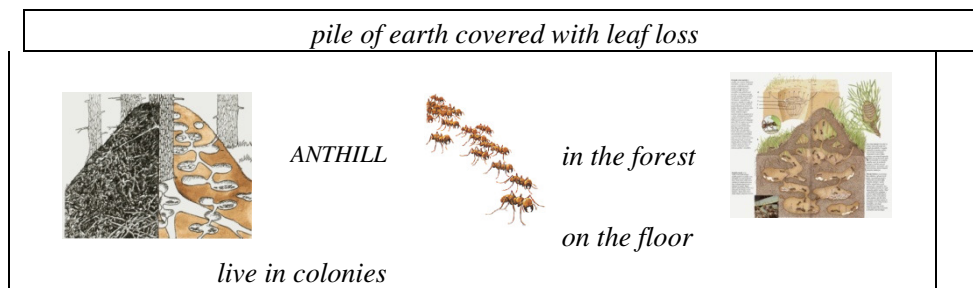 pile of earth covered with leaf loss
ANTHILL
in the forest
on the floor
live in colonies